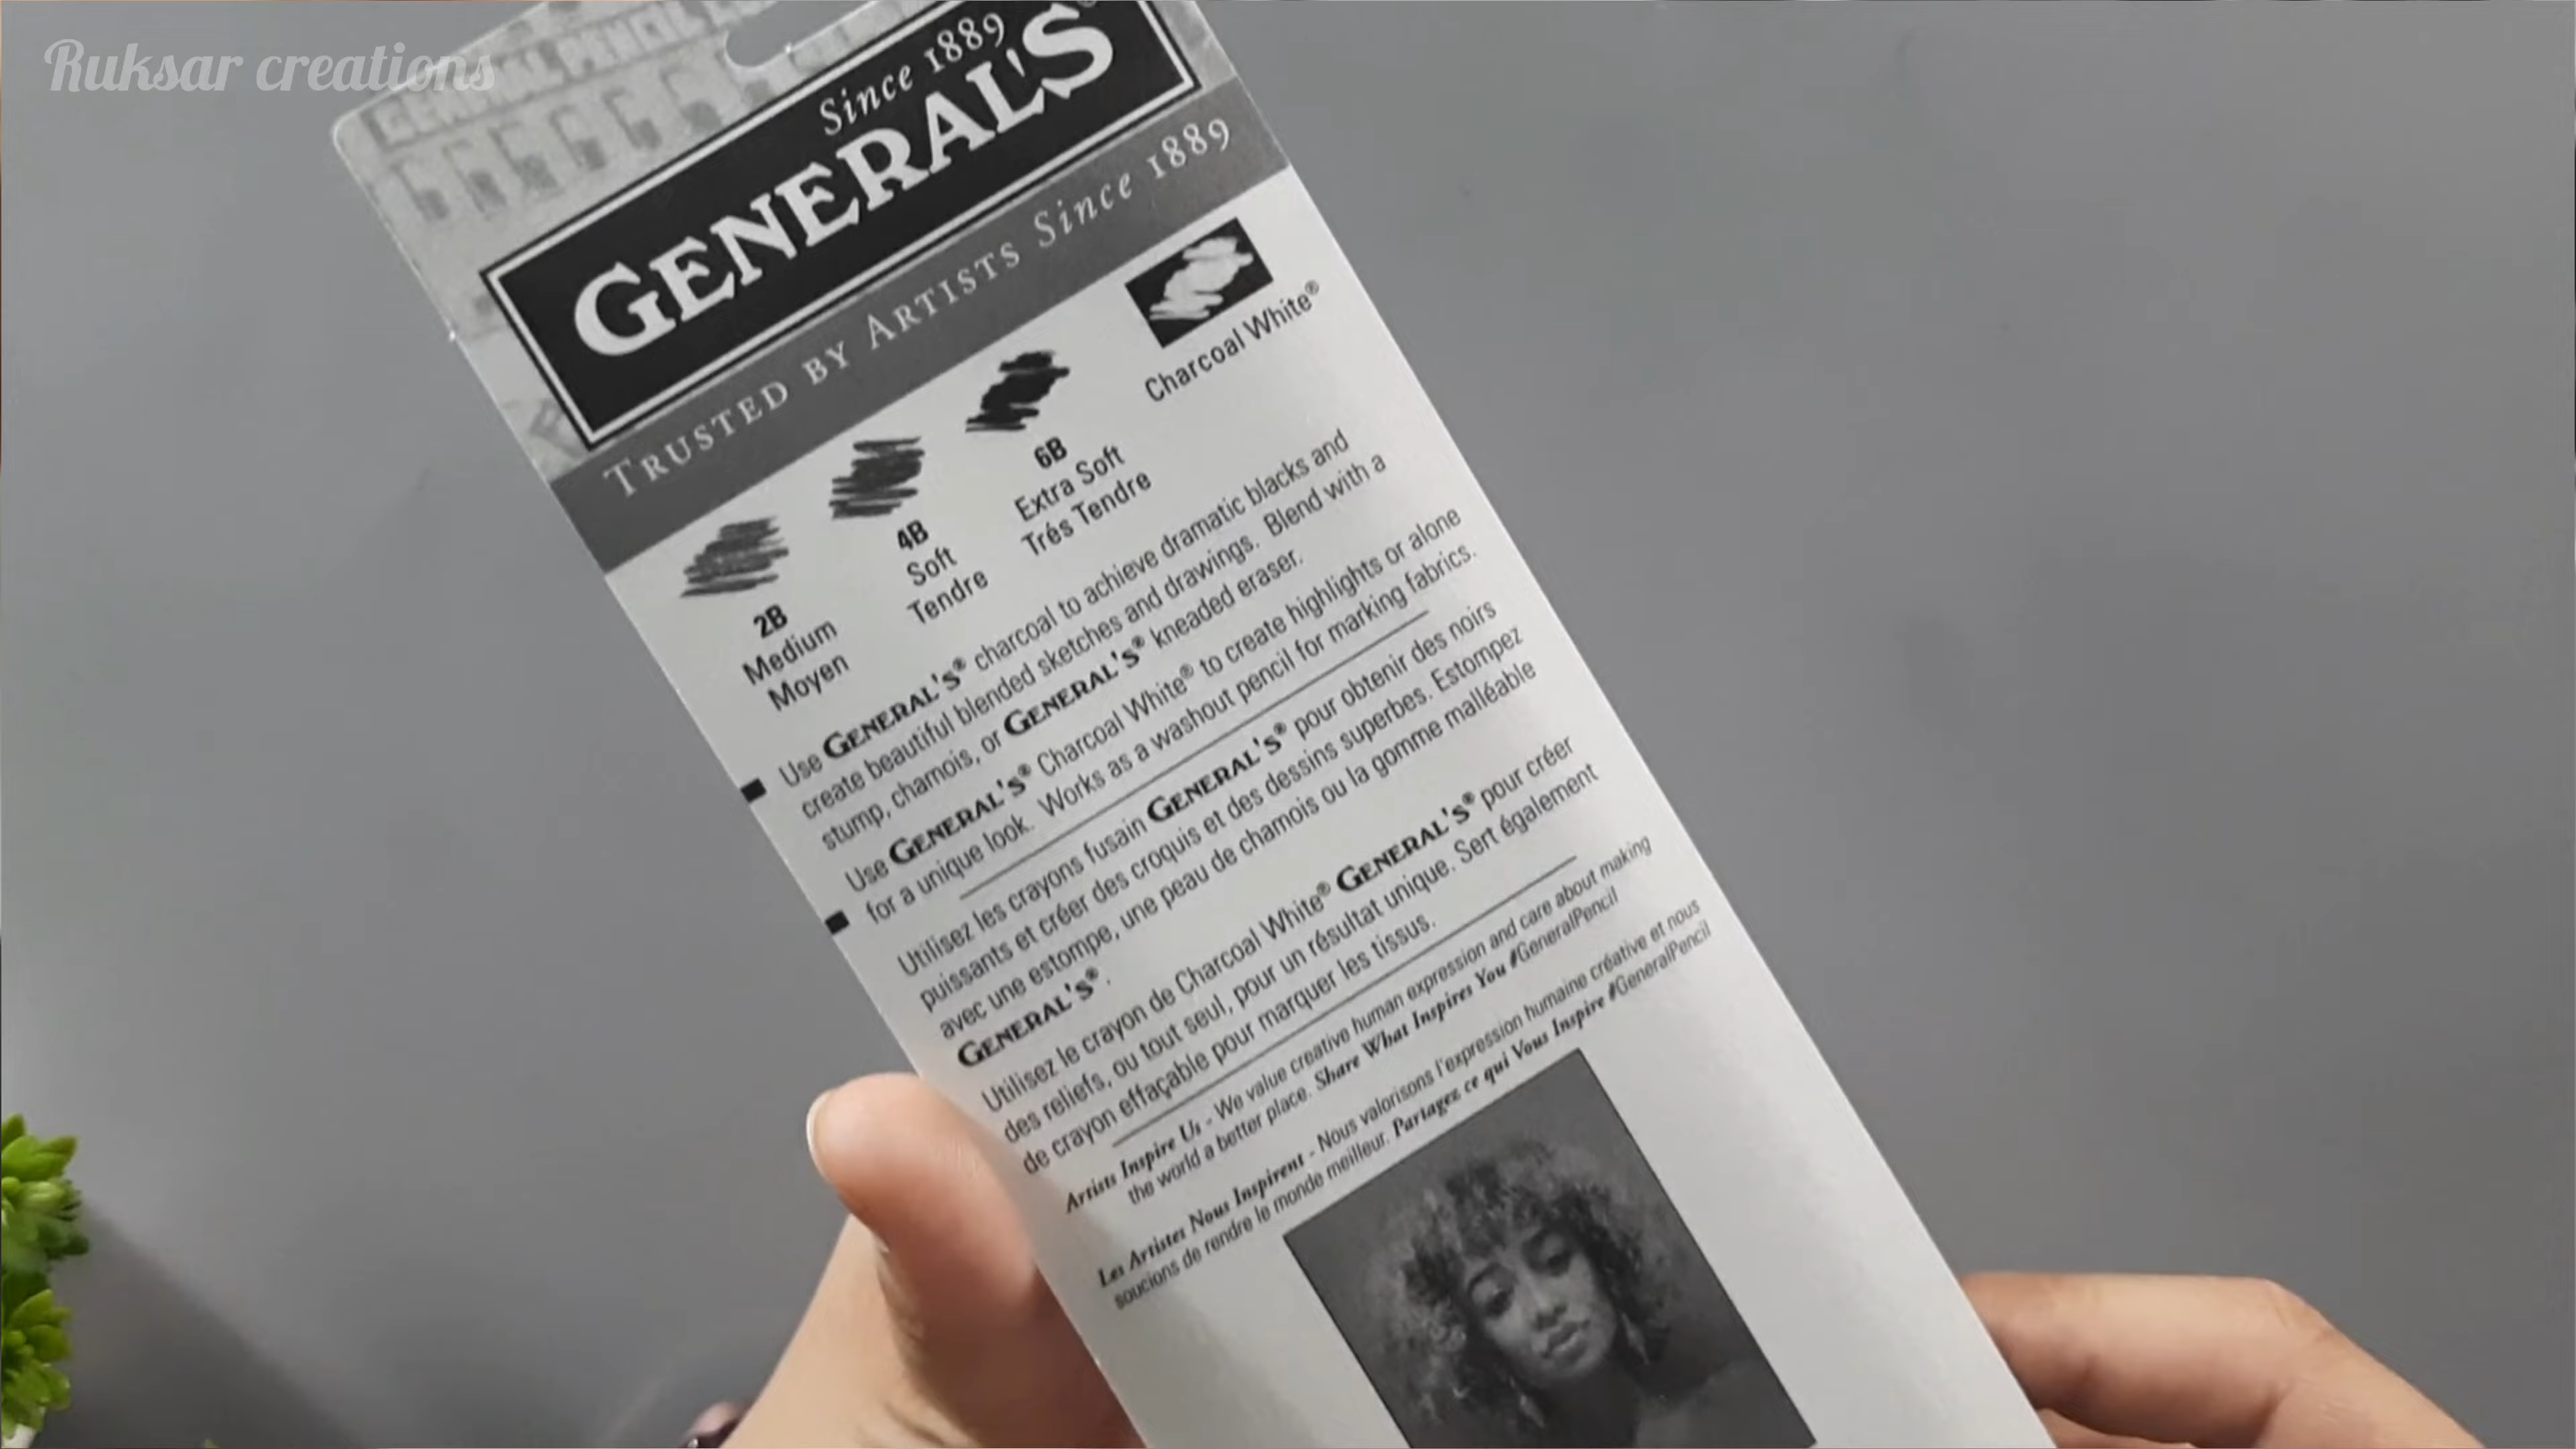 Ruksar creations
Since 1889
GENERAL'S
TRUSTED BY ARTISTS Since 1889
2B
Medium
Moyen
4B
Soft
Tendre
6B
Extra Soft
Trés Tendre
Charcoal White®
Use GENERAL'S® charcoal to achieve dramatic blacks and
create beautiful blended sketches and drawings. Blend with a
stump, chamois, or GENERAL'S® kneaded eraser.
Use GENERAL'S® Charcoal White® to create highlights or alone
for a unique look. Works as a washout pencil for marking fabrics.
Utilisez les crayons fusain GENERAL'S® pour obtenir des noirs
puissants et créer des croquis et des dessins superbes. Estompez
avec une estompe, une peau de chamois ou la gomme malléable
GENERAL'S®.
Utilisez le crayon de Charcoal White® GENERAL'S® pour créer
des reliefs, ou tout seul, pour un résultat unique. Sert également
de crayon effaçable pour marquer les tissus.
Artists Inspire Us - We value creative human expression and care about making
the world a better place. Share What Inspires You #GeneralPencil
Les Artistes Nous Inspirent - Nous valorisons l'expression humaine créative et nous
soucions de rendre le monde meilleur. Partagez ce qui Vous Inspire #GeneralPencil